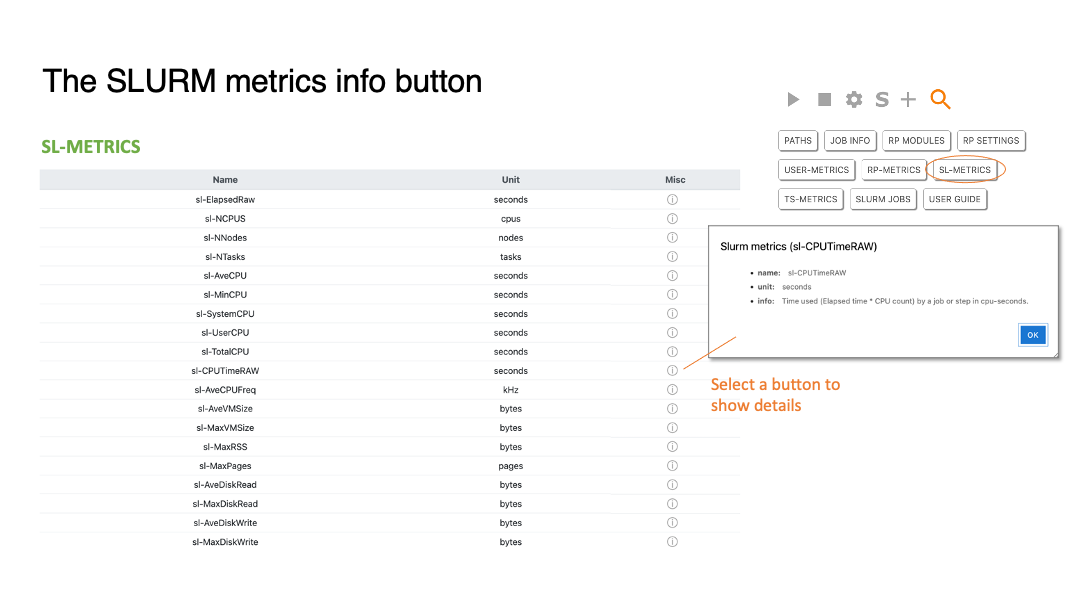 The SLURM metrics info button
S
SL-METRICS
PATHS JOB INFO RP MODULES RP SETTINGS
USER-METRICS RP-METRICS SL-METRICS
TS-METRICS SLURM JOBS USER GUIDE
Name Unit Misc
sl-ElapsedRaw seconds
sl-NCPUS cpus
sl-NNodes nodes
sl-NTasks tasks
sl-AveCPU seconds
sl-MinCPU seconds
sl-SystemCPU seconds
sl-UserCPU seconds
sl-TotalCPU seconds
sl-CPUTimeRAW seconds
sl-AveCPUFreq kHz
sl-AveVMSize bytes
sl-MaxVMSize bytes
sl-MaxRSS bytes
sl-MaxPages pages
sl-AveDiskRead bytes
sl-MaxDiskRead bytes
sl-AveDiskWrite bytes
sl-MaxDiskWrite bytes
Slurm metrics (sl-CPUTimeRAW)
• name: sl-CPUTimeRAW
• unit: seconds
• info: Time used (Elapsed time * CPU count) by a job or step in cpu-seconds.
OK
Select a button to
show details